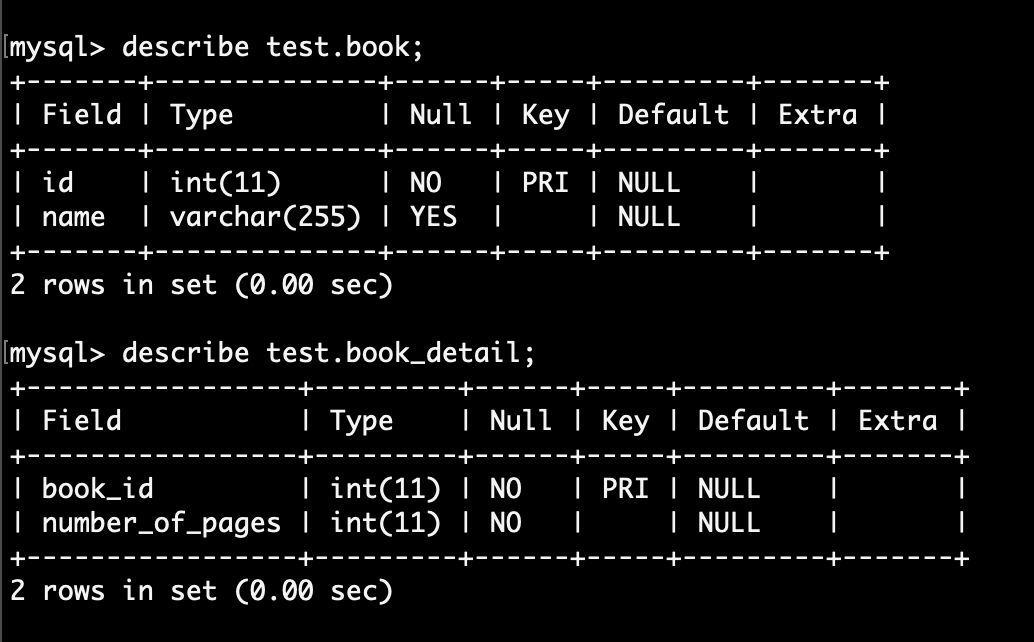 [mysql> describe test.book;
+-------+--------------+------+-----+---------+-------+
| Field | Type         | Null | Key | Default | Extra |
+-------+--------------+------+-----+---------+-------+
| id    | int(11)      | NO   | PRI | NULL    |       |
| name  | varchar(255) | YES  |     | NULL    |       |
+-------+--------------+------+-----+---------+-------+
2 rows in set (0.00 sec)

[mysql> describe test.book_detail;
+-----------------+---------+------+-----+---------+-------+
| Field           | Type    | Null | Key | Default | Extra |
+-----------------+---------+------+-----+---------+-------+
| book_id         | int(11) | NO   | PRI | NULL    |       |
| number_of_pages | int(11) | NO   |     | NULL    |       |
+-----------------+---------+------+-----+---------+-------+
2 rows in set (0.00 sec)